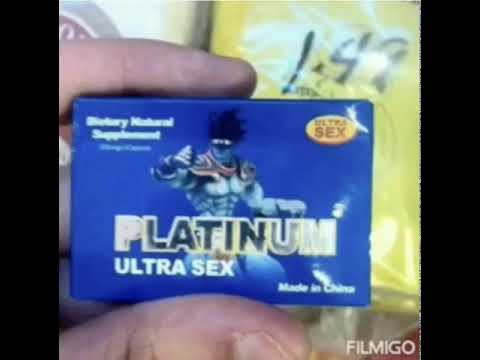 1.49
Dietary Natural
Supplement
ULTRA
SEX
PLATINUM
ULTRA SEX
Made in China
FILMIGO